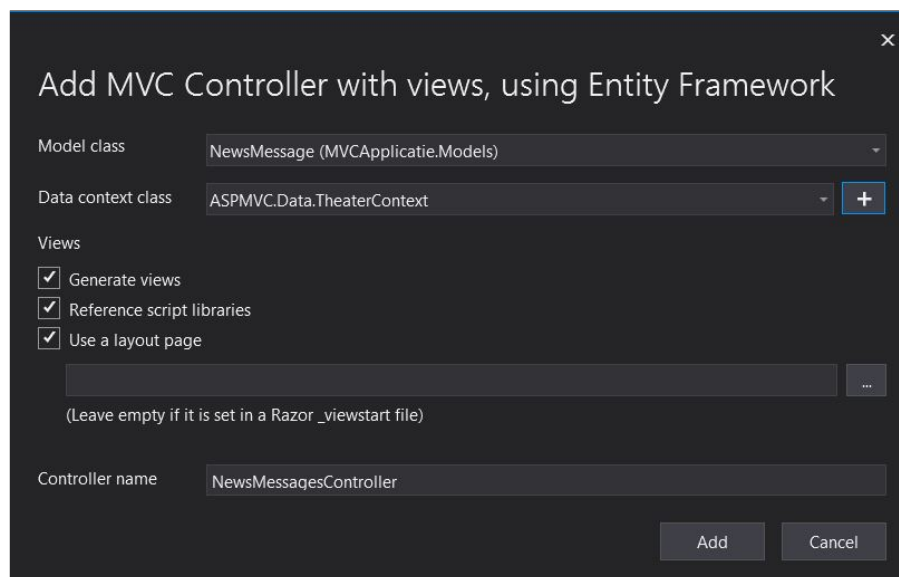 Add MVC Controller with views, using Entity Framework
Model class
NewsMessage (MVCApplicatie.Models)
Data context class
ASPMVC.Data.TheaterContext
+
Views
Generate views
Reference script libraries
Use a layout page
...
(Leave empty if it is set in a Razor _viewstart file)
Controller name
NewsMessagesController
Add
Cancel